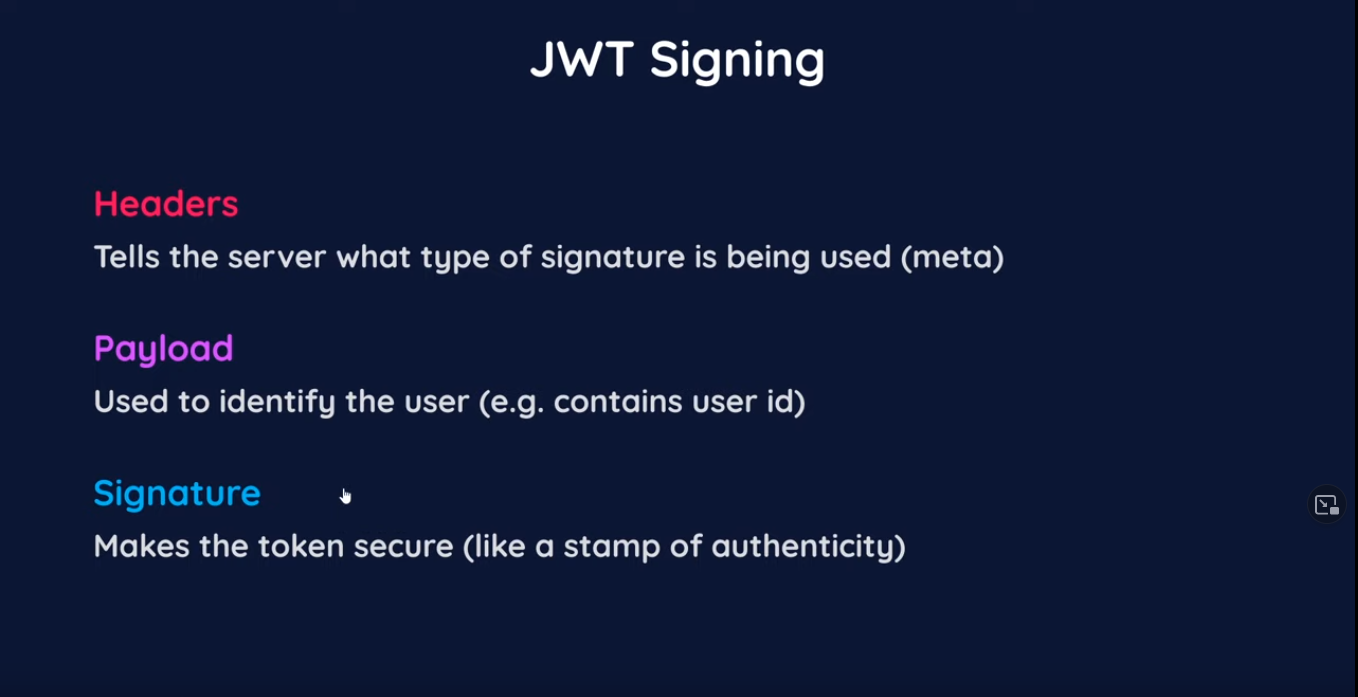 JWT Signing
Headers
Tells the server what type of signature is being used (meta)
Payload
Used to identify the user (e.g. contains user id)
Signature
Makes the token secure (like a stamp of authenticity)